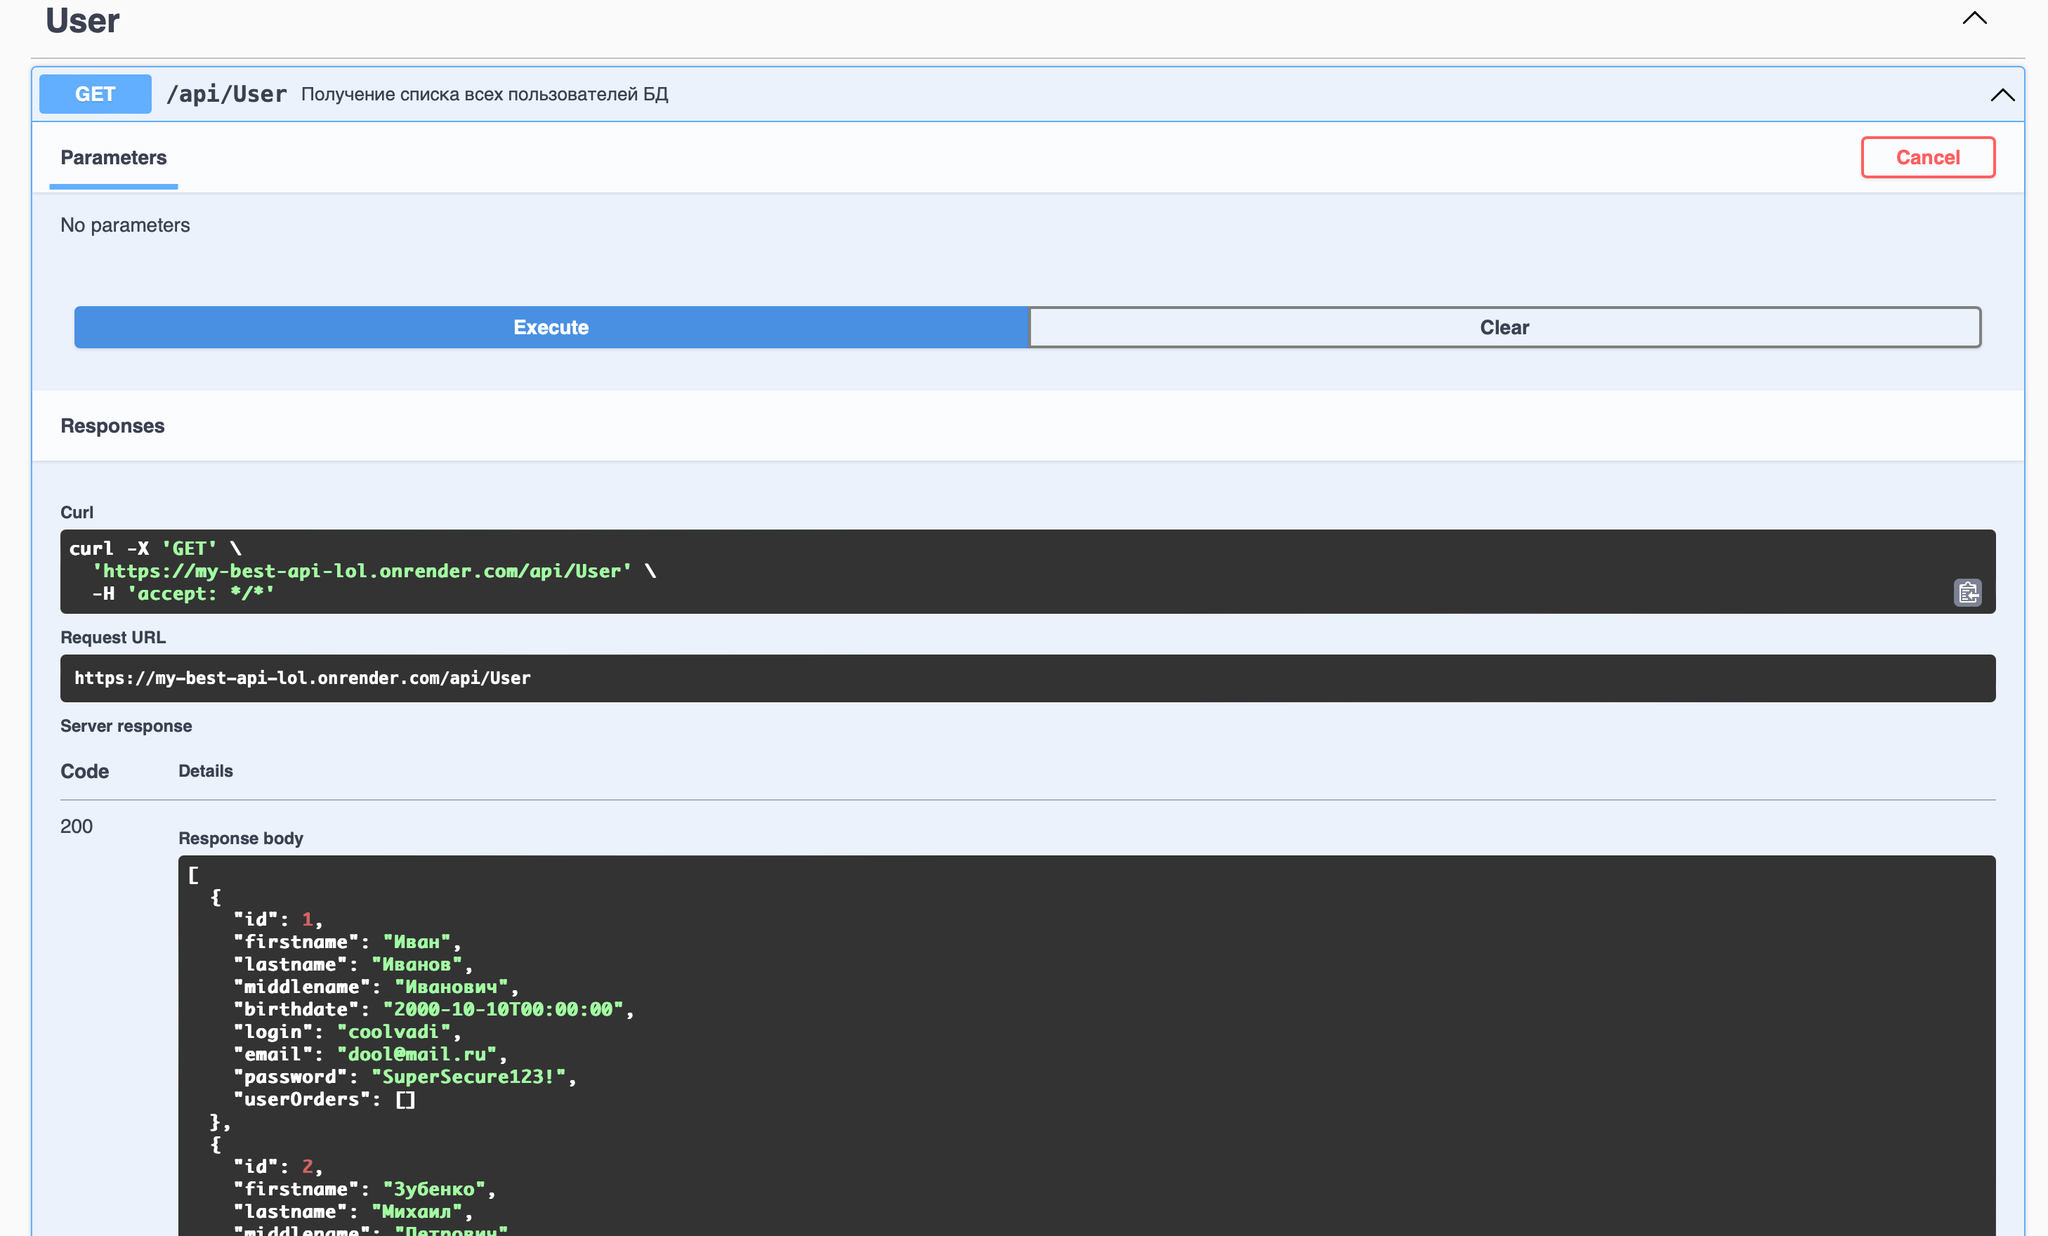 User
GET /api/User Получение списка всех пользователей БД
Parameters Cancel
No parameters
Execute Clear
Responses
Curl
curl -X 'GET' \
  'https://my-best-api-lol.onrender.com/api/User' \
  -H 'accept: */*'
Request URL
https://my-best-api-lol.onrender.com/api/User
Server response
Code Details
200
Response body
[
  {
    "id": 1,
    "firstname": "Иван",
    "lastname": "Иванов",
    "middlename": "Иванович",
    "birthdate": "2000-10-10T00:00:00",
    "login": "coolvadi",
    "email": "dool@mail.ru",
    "password": "SuperSecure123!",
    "userOrders": []
  },
  {
    "id": 2,
    "firstname": "Зубенко",
    "lastname": "Михаил",
    "middlename": "Петрович"